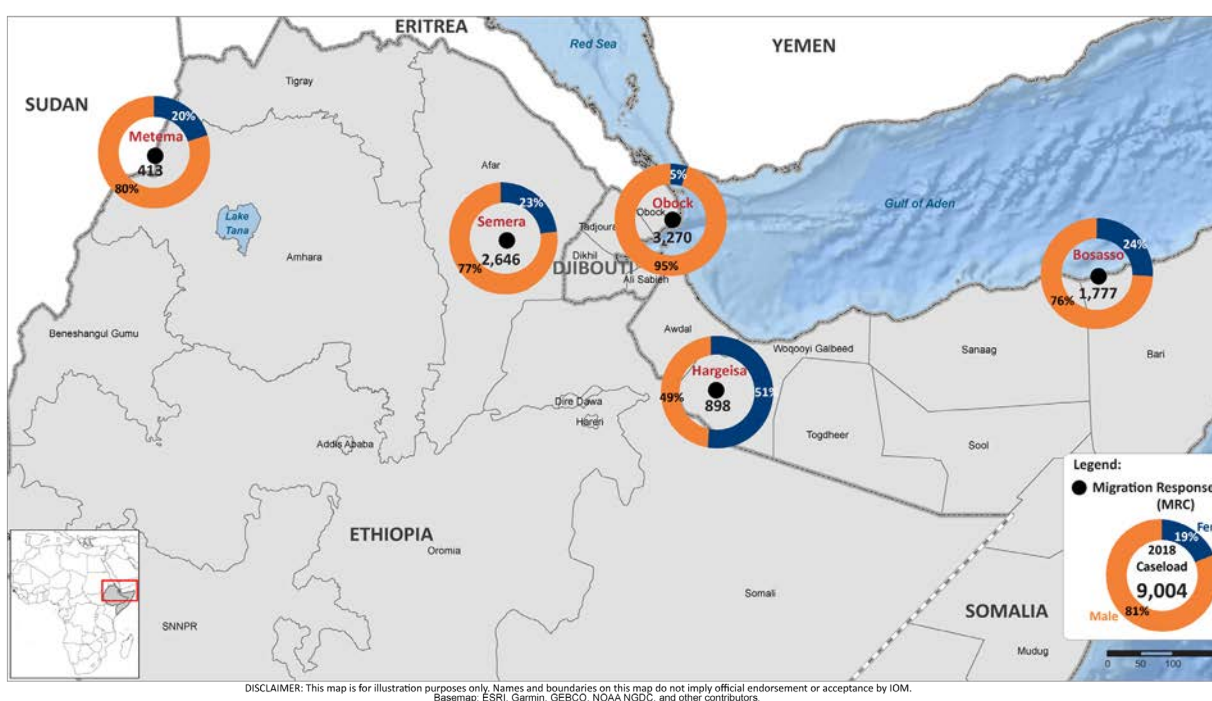 ERITREA
YEMEN
Red Sea
SUDAN
Tigray
20%
Metema
413
80%
Afar
Lake
Tana
Amhara
23%
Semera
2,646
77%
5%
Obock
Obock
3,270
95%
Tadjoura
Dikhil
DJIBOUTI
Ali Sabieh
Gulf of Aden
24%
Bosasso
1,777
76%
Beneshangul Gumu
Awdal
Woqooyi Galbeed
Sanaag
Bari
Hargeisa
49%
51%
898
Dire Dawa
Hareri
Addis Ababa
Togdheer
Sool
ETHIOPIA
Oromia
Somali
SNNPR
SOMALIA
Mudug
Legend:
Migration Response
(MRC)
Fe
19%
2018
Caseload
9,004
Male
81%
0 50 100
DISCLAIMER: This map is for illustration purposes only. Names and boundaries on this map do not imply official endorsement or acceptance by IOM.
Basemap: ESRI, Garmin, GEBCO, NOAA NGDC, and other contributors.